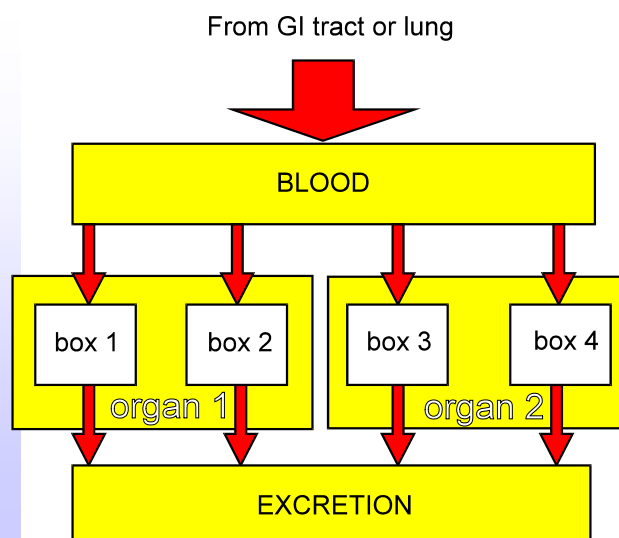 From GI tract or lung
BLOOD
box 1
box 2
box 3
box 4
organ 1
organ 2
EXCRETION